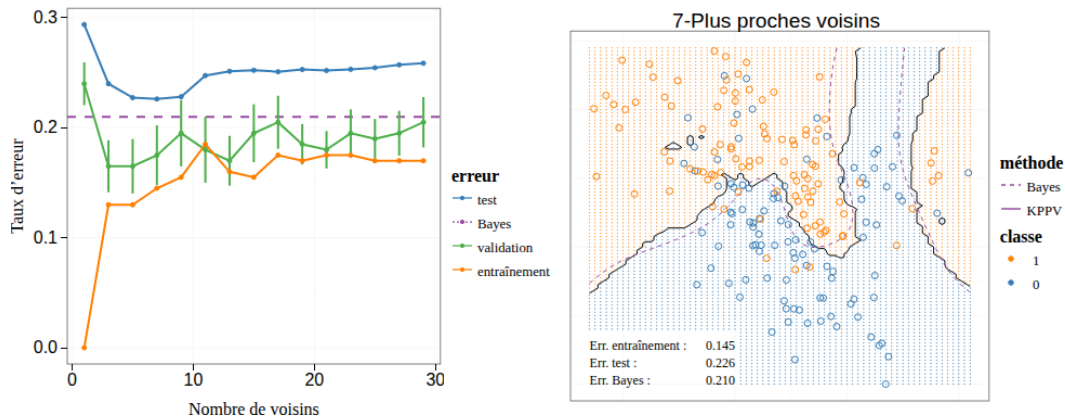 0.3
0.2
0.1
0.0
Taux d'erreur
0
10
20
30
Nombre de voisins
erreur
test
Bayes
validation
entraînement
7-Plus proches voisins
Err. entraînement : 0.145
Err. test : 0.226
Err. Bayes : 0.210
méthode
Bayes
KPPV
classe
1
0